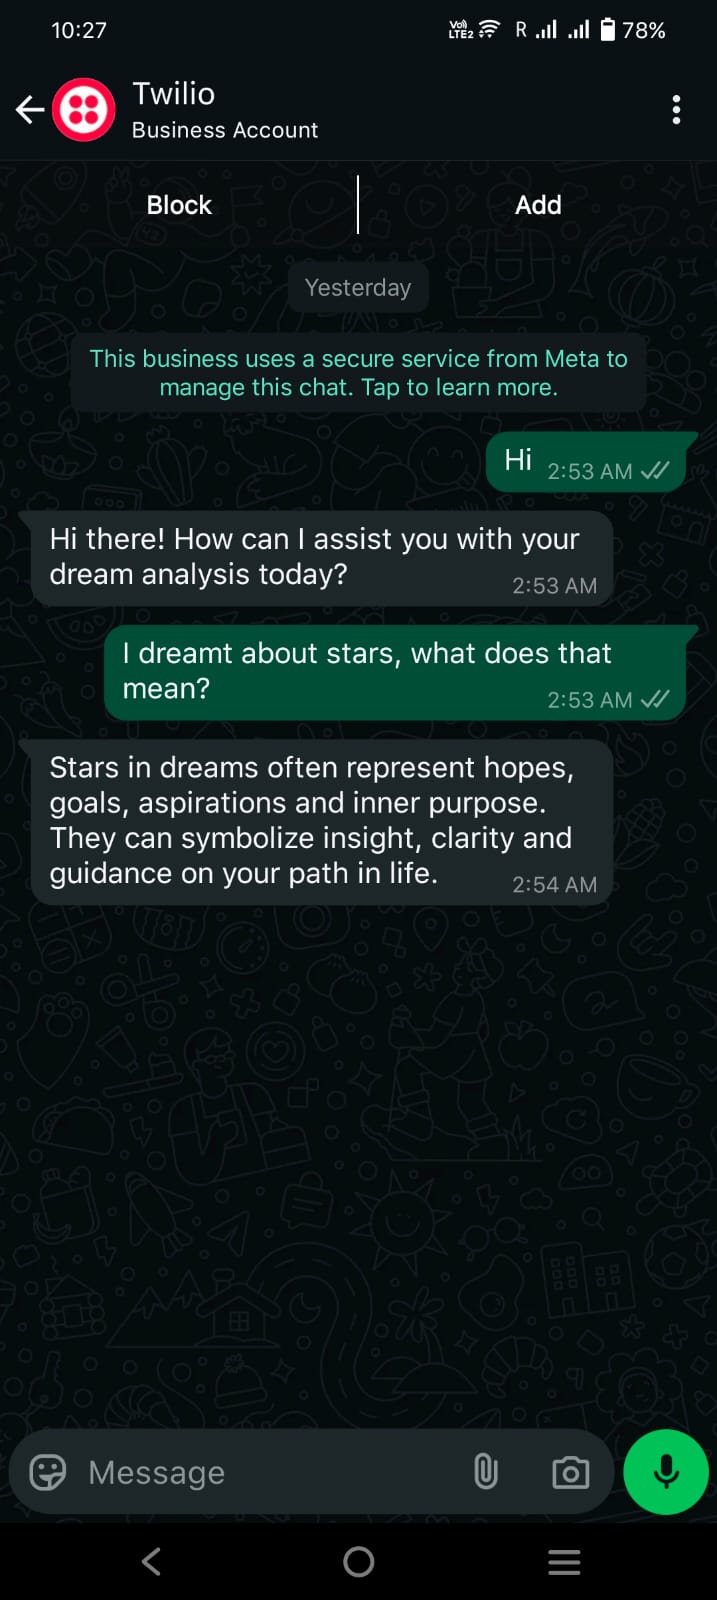 10:27
Vo)) LTE2 R 78%
Twilio
Business Account
Block Add
Yesterday
This business uses a secure service from Meta to
manage this chat. Tap to learn more.
Hi 2:53 AM
Hi there! How can I assist you with your
dream analysis today? 2:53 AM
I dreamt about stars, what does that
mean? 2:53 AM
Stars in dreams often represent hopes,
goals, aspirations and inner purpose.
They can symbolize insight, clarity and
guidance on your path in life. 2:54 AM
Message